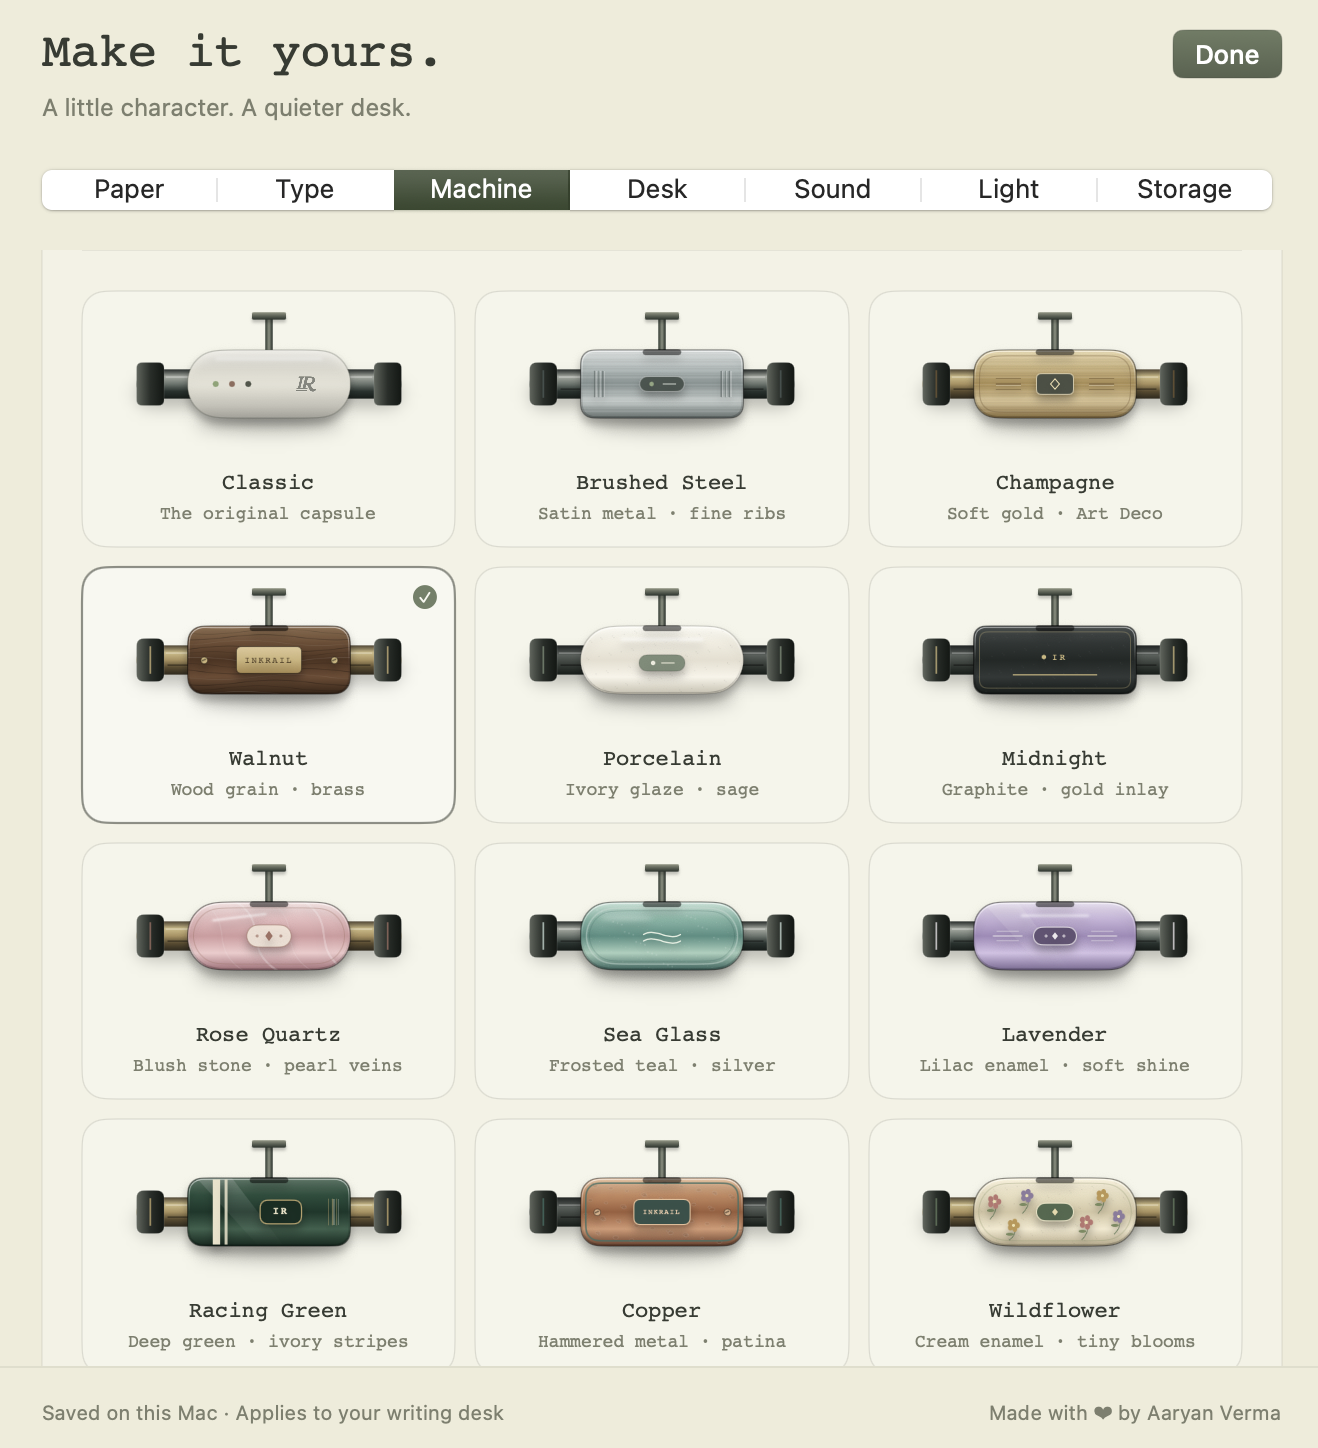 Make it yours.
Done
A little character. A quieter desk.
Paper
Type
Machine
Desk
Sound
Light
Storage
IR
Classic
The original capsule
Brushed Steel
Satin metal · fine ribs
Champagne
Soft gold · Art Deco
INKRAIL
Walnut
Wood grain · brass
Porcelain
Ivory glaze · sage
IR
Midnight
Graphite · gold inlay
Rose Quartz
Blush stone · pearl veins
Sea Glass
Frosted teal · silver
Lavender
Lilac enamel · soft shine
IR
Racing Green
Deep green · ivory stripes
INKRAIL
Copper
Hammered metal · patina
Wildflower
Cream enamel · tiny blooms
Saved on this Mac · Applies to your writing desk
Made with ❤ by Aaryan Verma